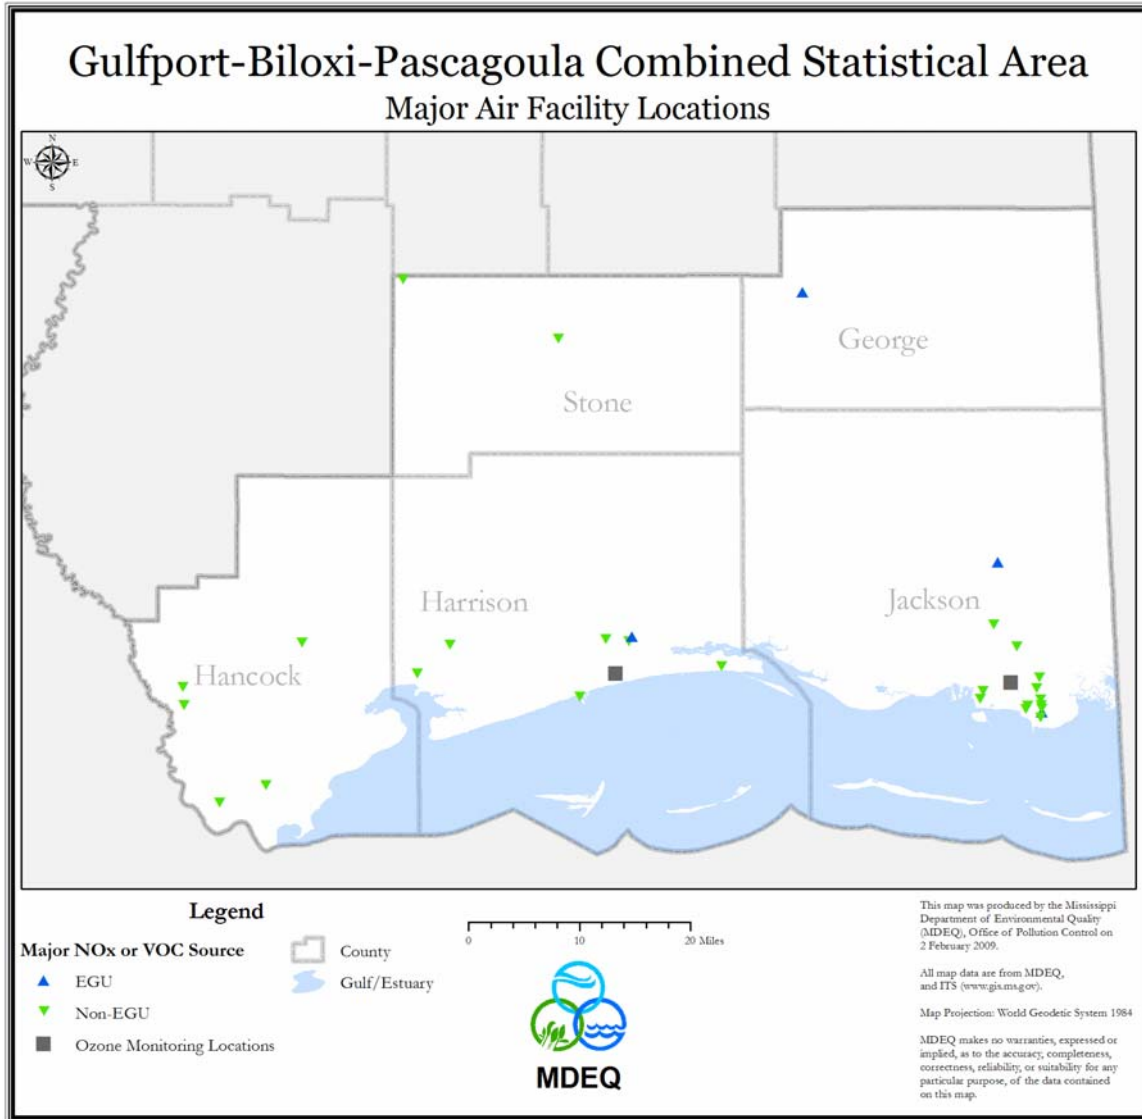 Gulfport-Biloxi-Pascagoula Combined Statistical Area
Major Air Facility Locations
N
W
E
S
George
Stone
Harrison
Jackson
Hancock
Legend
Major NOx or VOC Source
EGU
Non-EGU
Ozone Monitoring Locations
County
Gulf/Estuary
0 10 20 Miles
MDEQ
This map was produced by the Mississippi
Department of Environmental Quality
(MDEQ), Office of Pollution Control on
2 February 2009.
All map data are from MDEQ,
and ITS (www.gis.ms.gov).
Map Projection: World Geodetic System 1984
MDEQ makes no warranties, expressed or
implied, as to the accuracy, completeness,
correctness, reliability, or suitability for any
particular purpose, of the data contained
on this map.